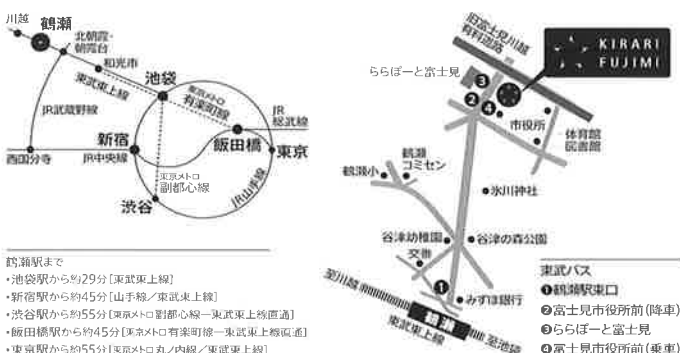 川越
鶴瀬
北朝霞・
朝霞台
和光市
東武東上線
池袋
東京メトロ
有楽町線
JR
総武線
JR武蔵野線
新宿
飯田橋
東京
西国分寺
JR中央線
東京メトロ
副都心線
JR山手線
渋谷
鶴瀬駅まで
・池袋駅から約29分[東武東上線]
・新宿駅から約45分[山手線／東武東上線]
・渋谷駅から約55分[東京メトロ副都心線―東武東上線直通]
・飯田橋駅から約45分[東京メトロ有楽町線―東武東上線直通]
・東京駅から約55分[東京メトロ丸ノ内線／東武東上線]
旧富士見川越
有料道路
KIRARI
FUJIMI
ららぽーと富士見
❸
❷
❹
市役所
体育館
図書館
鶴瀬
コミセン
鶴瀬小
氷川神社
谷津幼稚園
谷津の森公園
交番
❶
みずほ銀行
至川越
鶴瀬
東武東上線
至池袋
東武バス
❶鶴瀬駅東口
❷富士見市役所前(降車)
❸ららぽーと富士見
❹富士見市役所前(乗車)